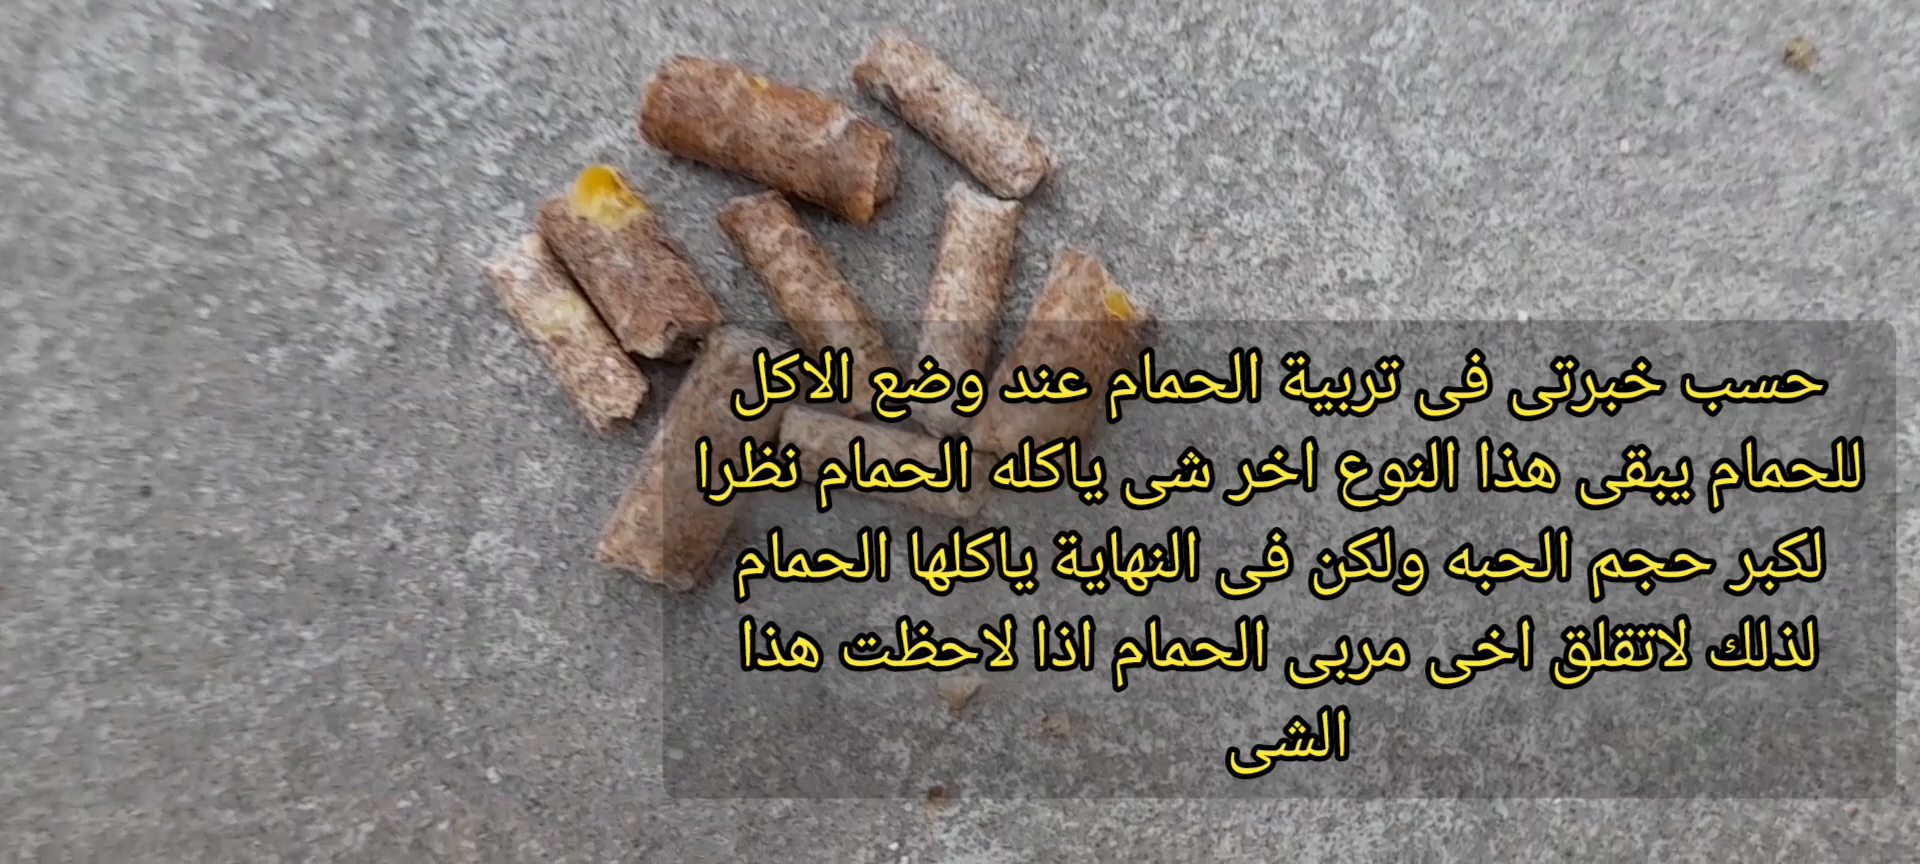 حسب خبرتى فى تربية الحمام عند وضع الاكل
للحمام يبقى هذا النوع اخر شى ياكله الحمام نظرا
لكبر حجم الحبه ولكن فى النهاية ياكلها الحمام
لذلك لاتقلق اخى مربى الحمام اذا لاحظت هذا
الشى